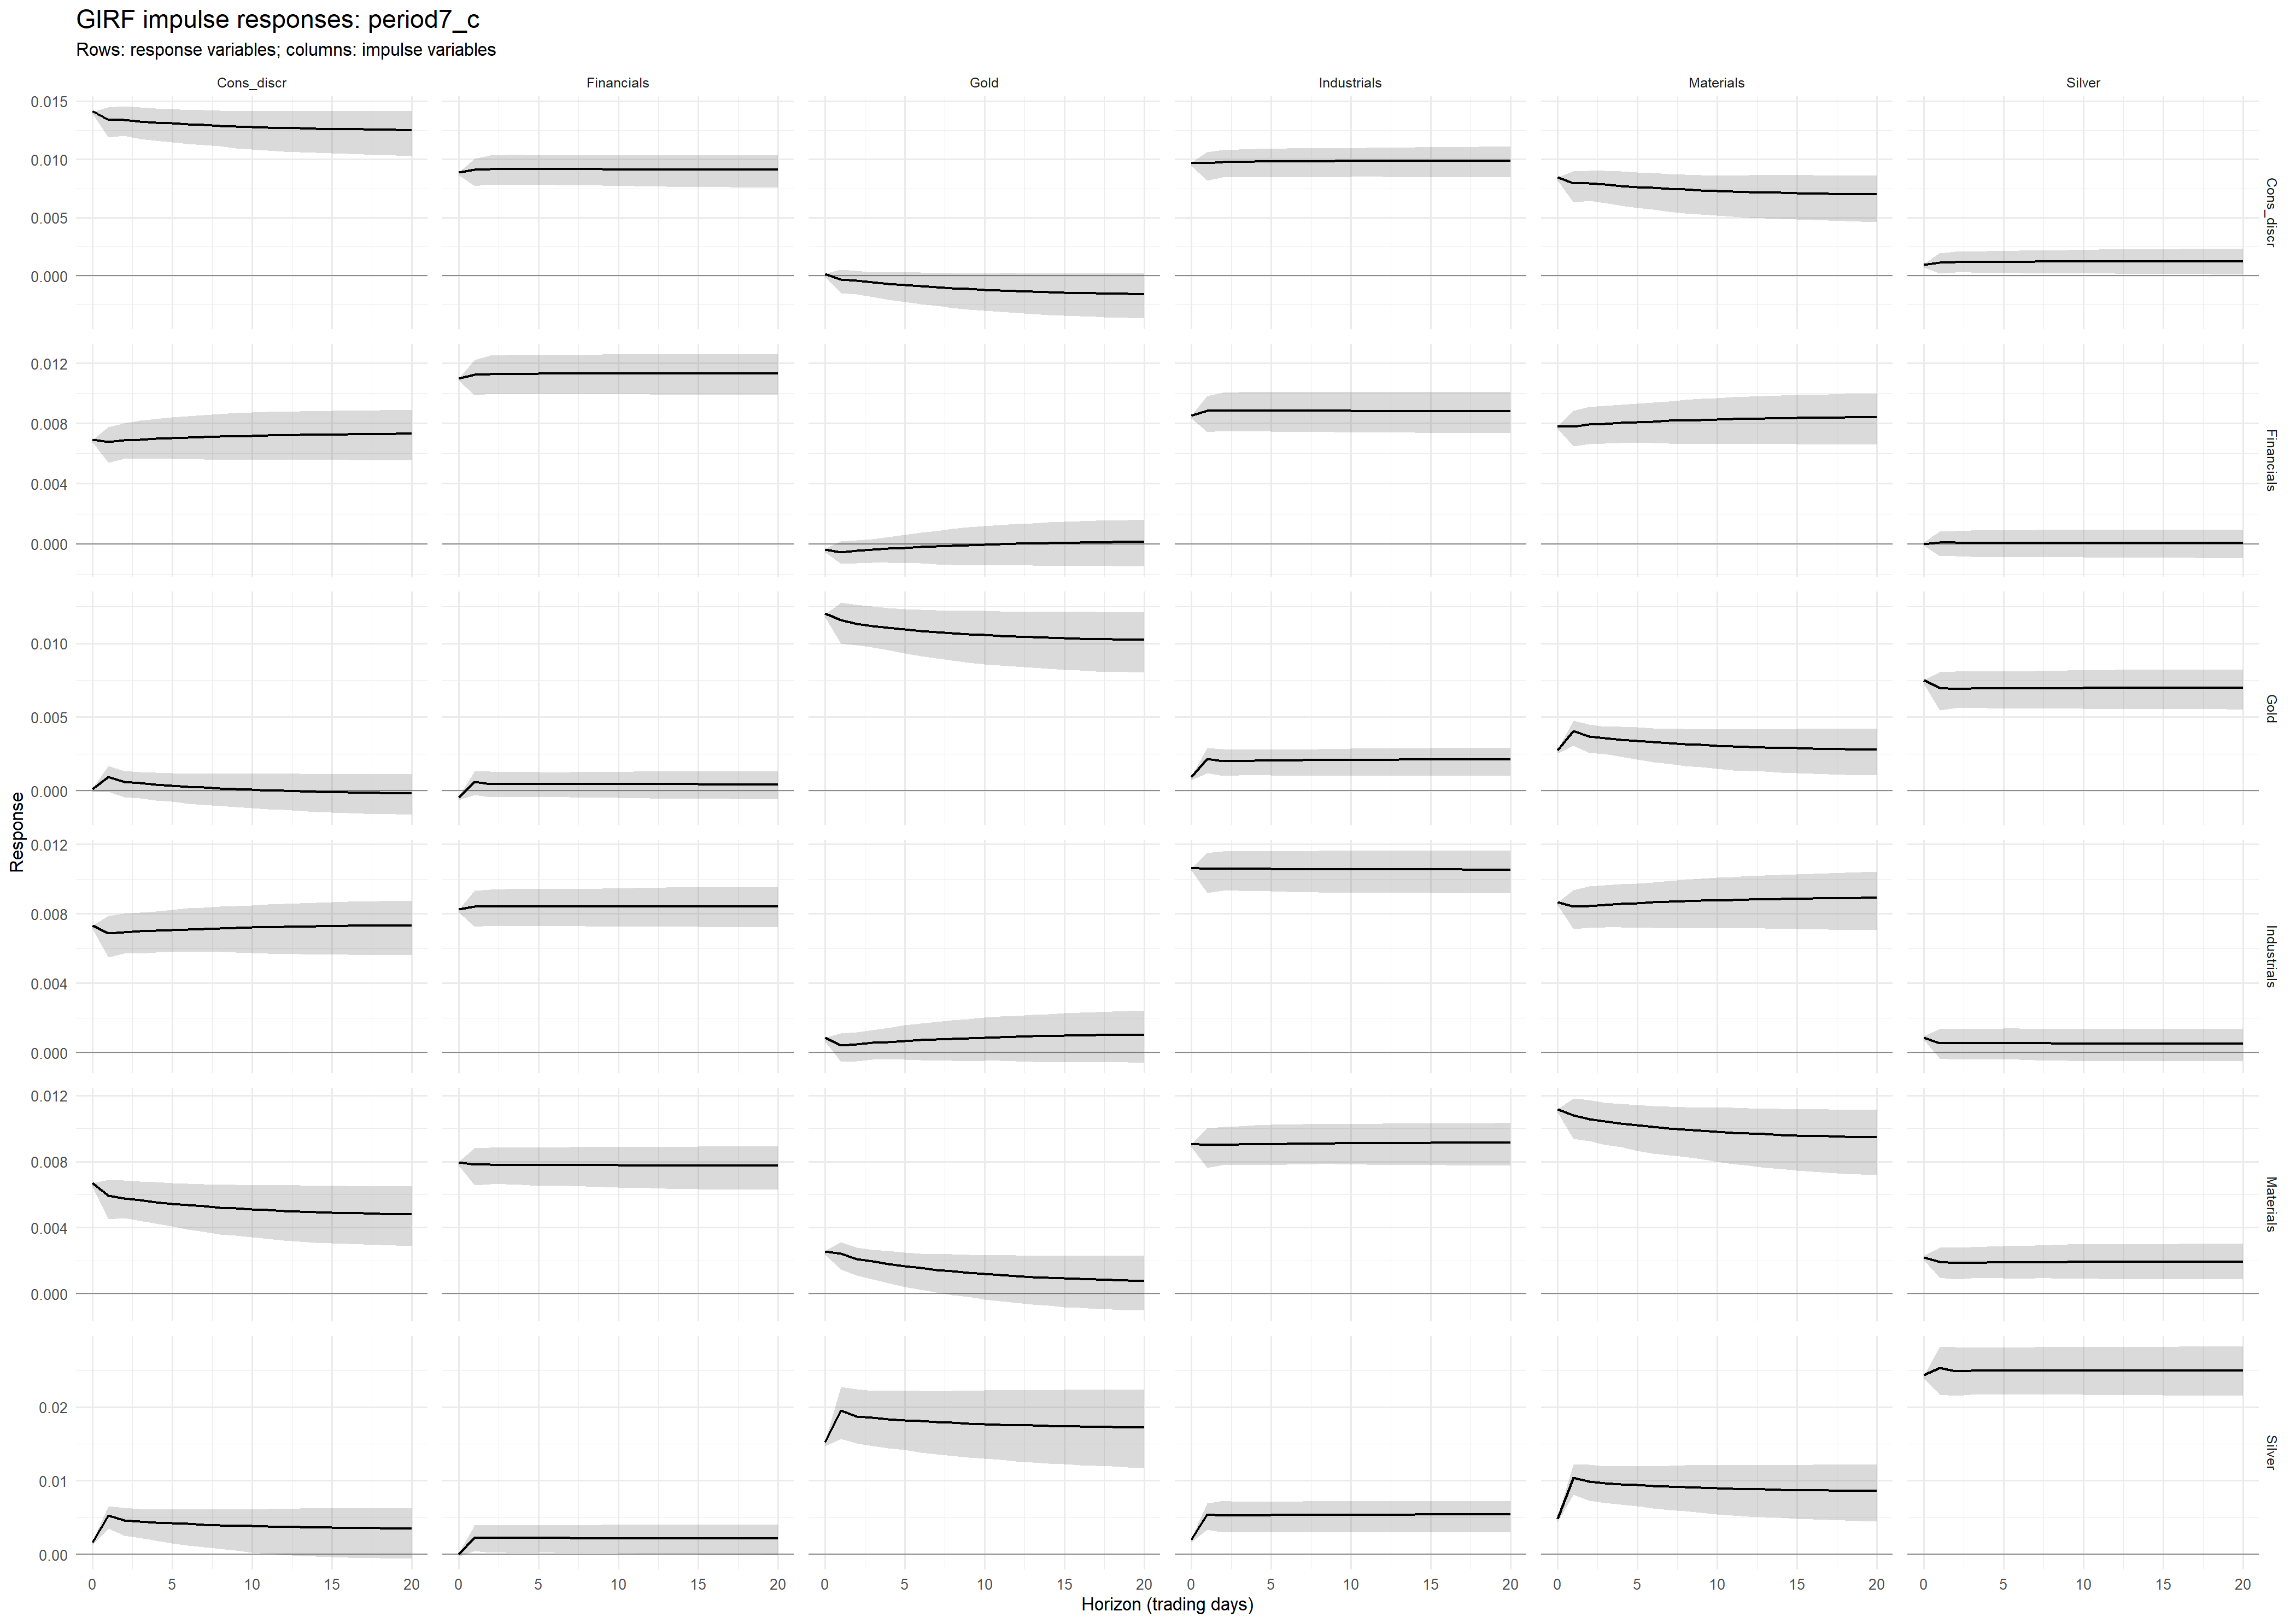 GIRF impulse responses: period7_c
Rows: response variables; columns: impulse variables
Cons_discr Financials Gold Industrials Materials Silver
0.015
0.010
0.005
0.000
Cons_discr
0.012
0.008
0.004
0.000
Financials
0.010
0.005
0.000
Gold
Response
0.012
0.008
0.004
0.000
Industrials
0.012
0.008
0.004
0.000
Materials
0.02
0.01
0.00
Silver
0 5 10 15 20 0 5 10 15 20 0 5 10 15 20 0 5 10 15 20 0 5 10 15 20 0 5 10 15 20
Horizon (trading days)